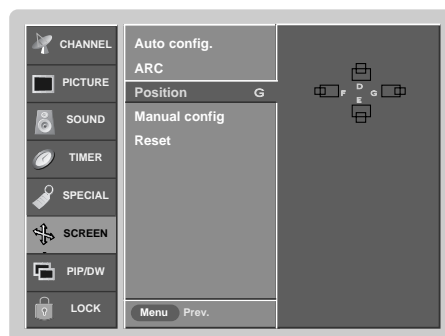 CHANNEL
PICTURE
SOUND
TIMER
SPECIAL
SCREEN
PIP/DW
LOCK
Auto config.
ARC
Position G
Manual config
Reset
Menu Prev.
D
F G
E